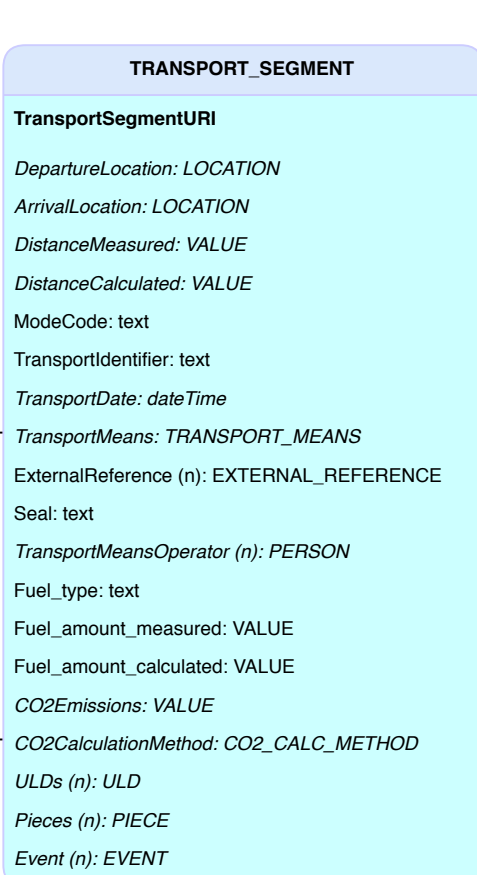 TRANSPORT_SEGMENT
TransportSegmentURI
DepartureLocation: LOCATION
ArrivalLocation: LOCATION
DistanceMeasured: VALUE
DistanceCalculated: VALUE
ModeCode: text
TransportIdentifier: text
TransportDate: dateTime
TransportMeans: TRANSPORT_MEANS
ExternalReference (n): EXTERNAL_REFERENCE
Seal: text
TransportMeansOperator (n): PERSON
Fuel_type: text
Fuel_amount_measured: VALUE
Fuel_amount_calculated: VALUE
CO2Emissions: VALUE
CO2CalculationMethod: CO2_CALC_METHOD
ULDs (n): ULD
Pieces (n): PIECE
Event (n): EVENT